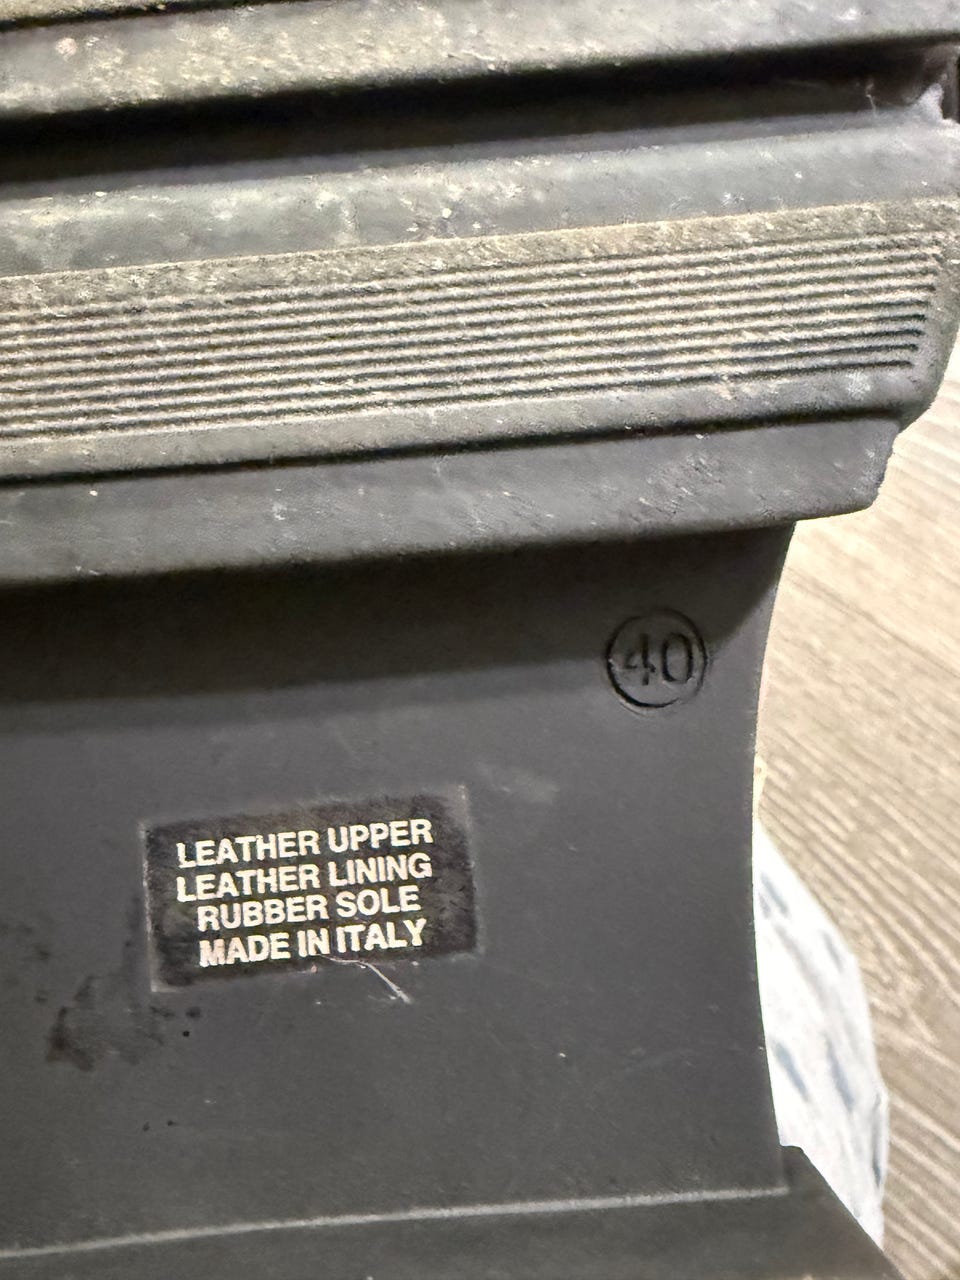 40
LEATHER UPPER
LEATHER LINING
RUBBER SOLE
MADE IN ITALY